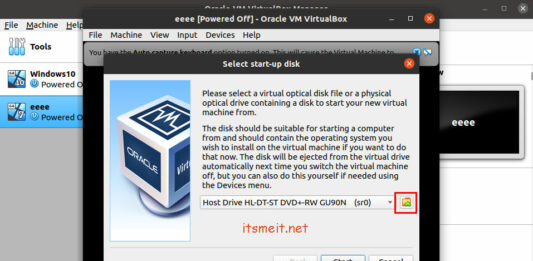 Oracle VM VirtualBox Manager
eeee [Powered Off] - Oracle VM VirtualBox
File Machine
File Machine View Input Devices Help
Tools
You have the Auto capture keyboard option turned on. This will cause the Virtual Machine to
Select start-up disk
Windows10
Powered O
eeee
Powered O
Please select a virtual optical disk file or a physical
optical drive containing a disk to start your new virtual
machine from.
The disk should be suitable for starting a computer
from and should contain the operating system you
wish to install on the virtual machine if you want to do
that now. The disk will be ejected from the virtual drive
automatically next time you switch the virtual machine
off, but you can also do this yourself if needed using
the Devices menu.
ORACLE
VirtualBox
eeee
Host Drive HL-DT-ST DVD+-RW GU90N (sr0)
itsmeit.net
Start
Cancel